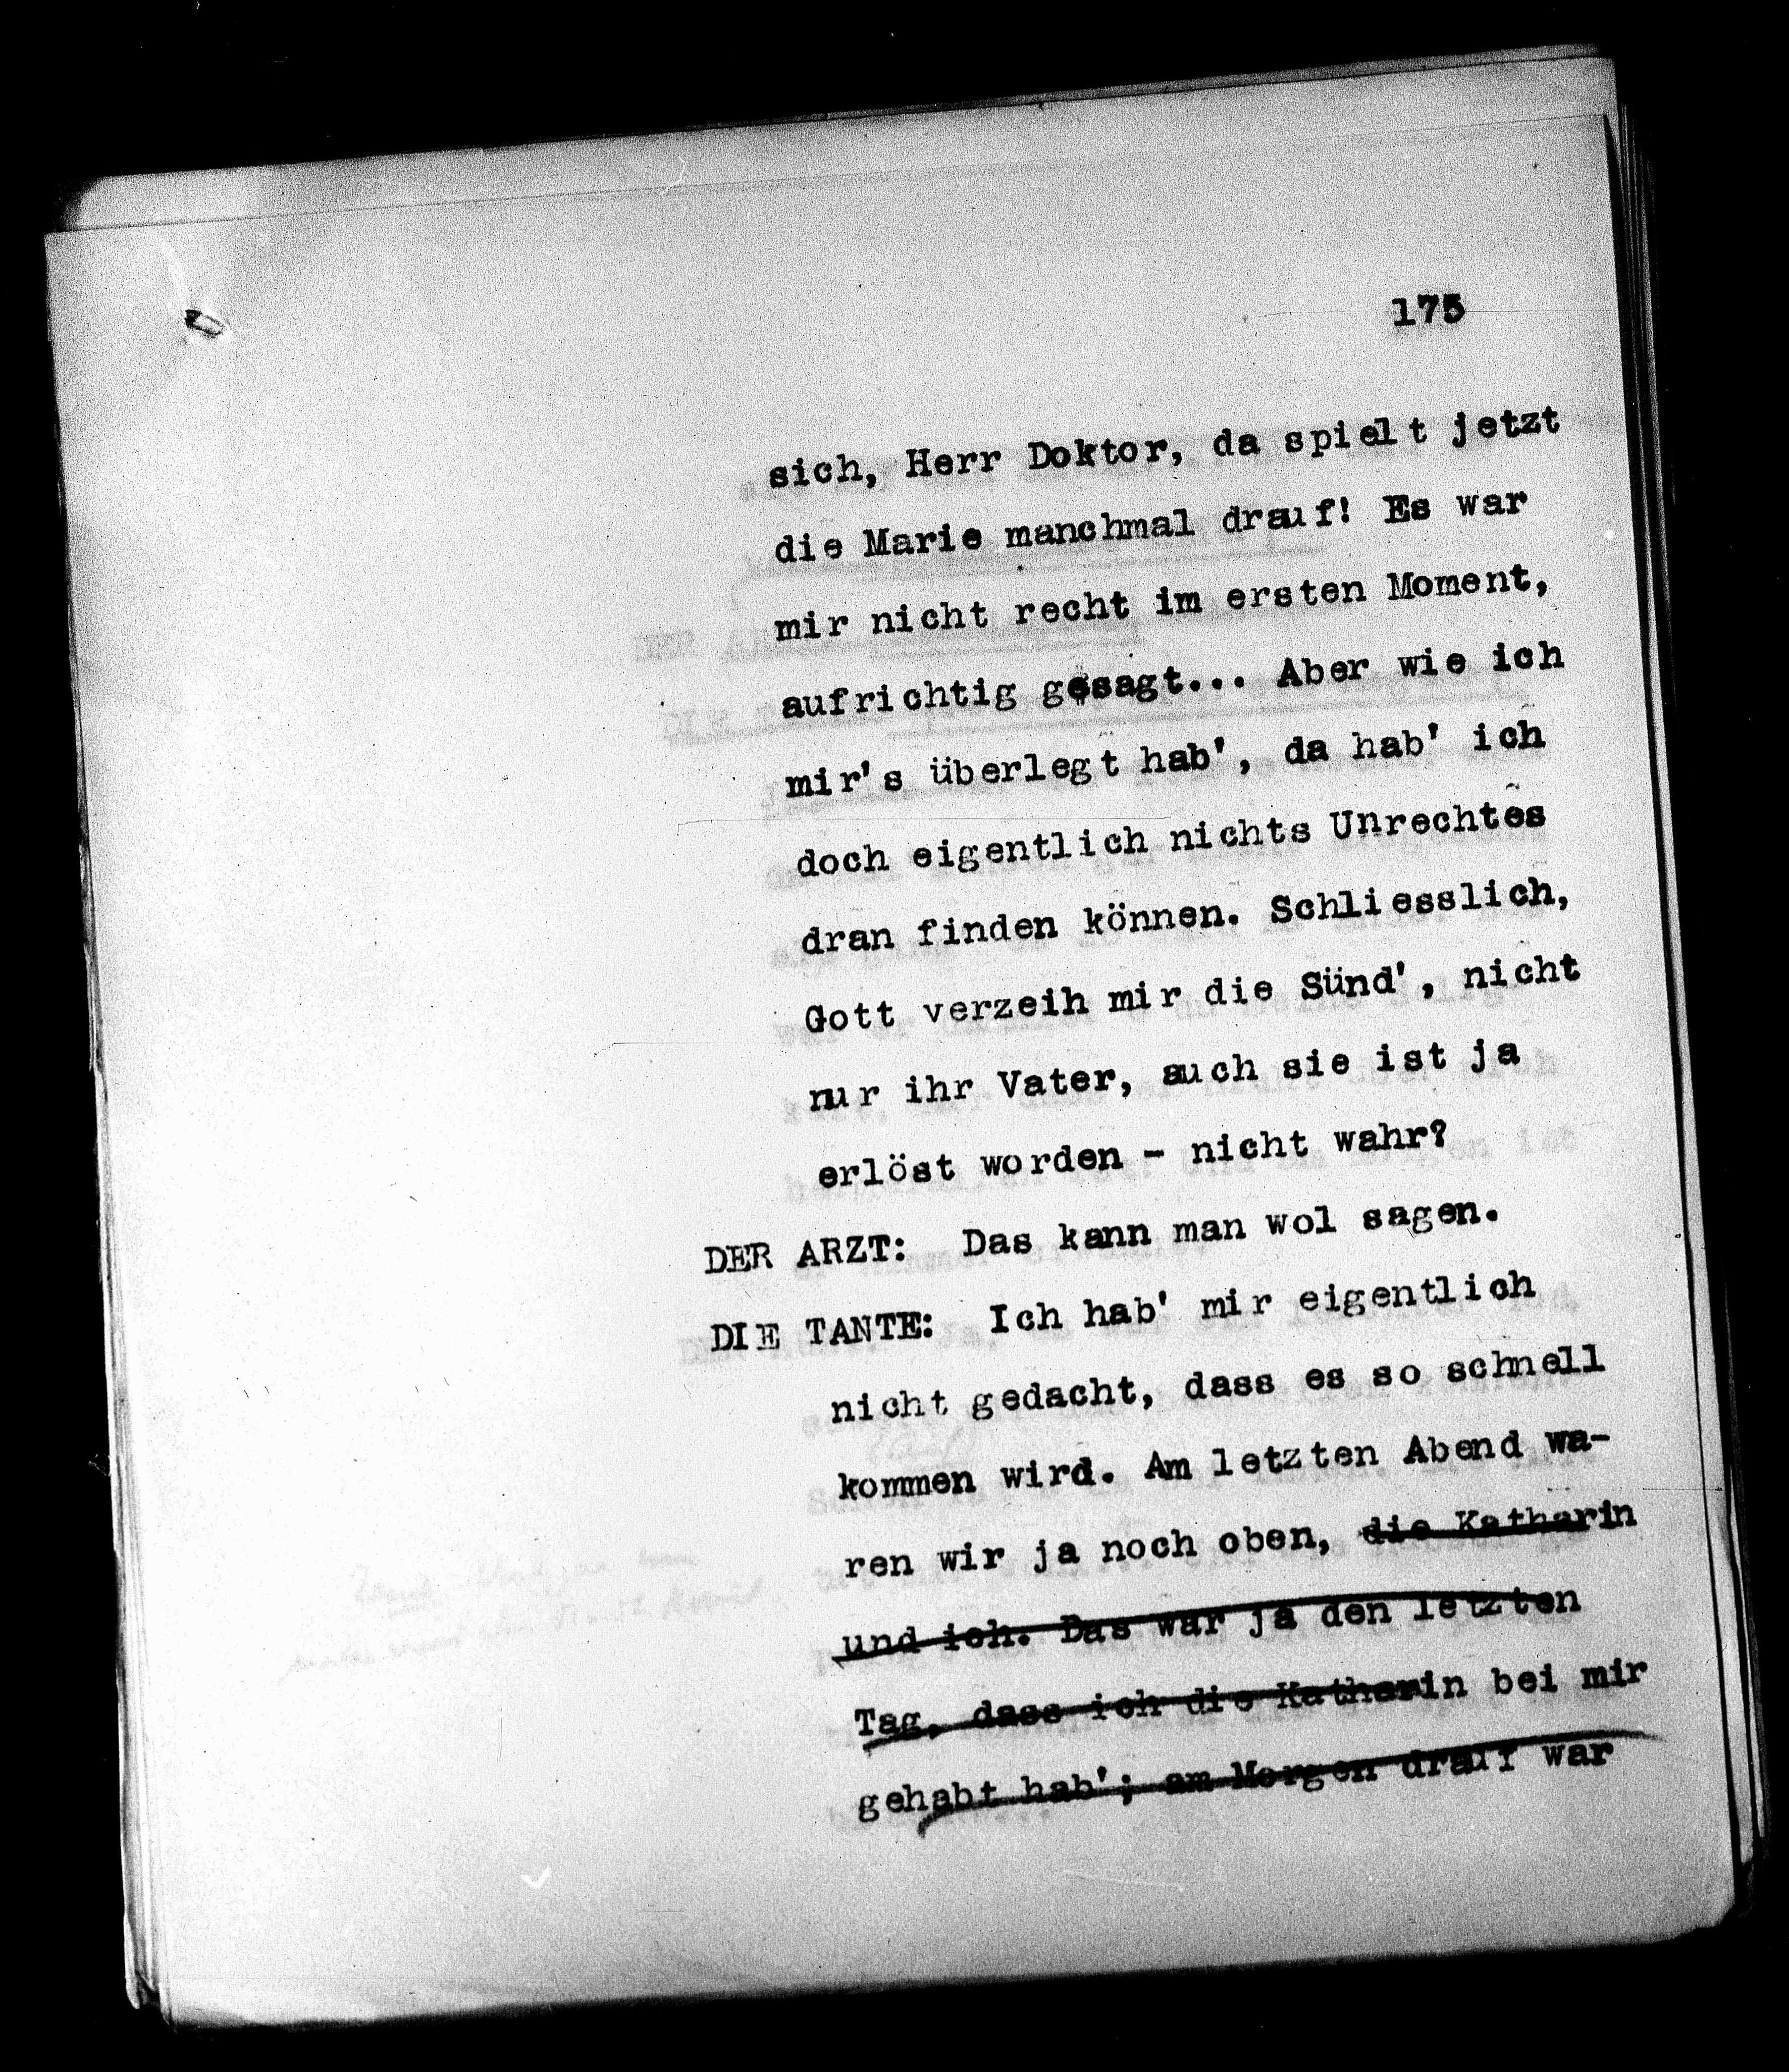 175
sich, Herr Doktor, da spielt jetzt
die Marie manchmal drauf! Es war
mir nicht recht im ersten Moment,
aufrichtig gesagt... Aber wie ich
mir's überlegt hab', da hab' ich
doch eigentlich nichts Unrechtes
dran finden können. Schliesslich,
Gott verzeih mir die Sünd', nicht
nur ihr Vater, auch sie ist ja
erlöst worden - nicht wahr?
DER ARZT: Das kann man wol sagen.
DIE TANTE: Ich hab' mir eigentlich
nicht gedacht, dass es so schnell
kommen wird. Am letzten Abend wa-
ren wir ja noch oben, die Katharin
und ich. Das war ja den letzten
Tag, dass ich die Katharin bei mir
gehabt hab'; am Morgen drauf war